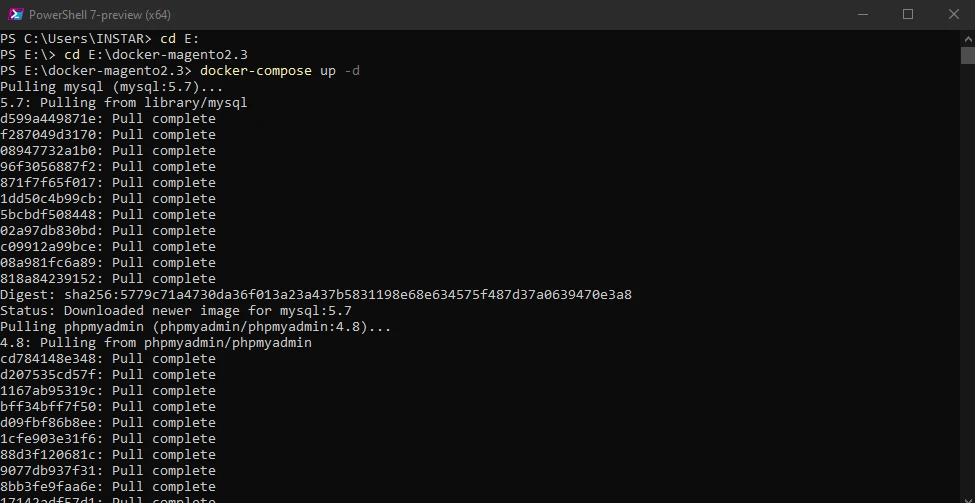 PowerShell 7-preview (x64)
PS C:\Users\INSTAR> cd E:
PS E:\> cd E:\docker-magento2.3
PS E:\docker-magento2.3> docker-compose up -d
Pulling mysql (mysql:5.7)...
5.7: Pulling from library/mysql
d599a449871e: Pull complete
f287049d3170: Pull complete
08947732a1b0: Pull complete
96f3056887f2: Pull complete
871f7f65f017: Pull complete
1dd50c4b99cb: Pull complete
5bcbdf508448: Pull complete
02a97db830bd: Pull complete
c09912a99bce: Pull complete
08a981fc6a89: Pull complete
818a84239152: Pull complete
Digest: sha256:5779c71a4730da36f013a23a437b5831198e68e634575f487d37a0639470e3a8
Status: Downloaded newer image for mysql:5.7
Pulling phpmyadmin (phpmyadmin/phpmyadmin:4.8)...
4.8: Pulling from phpmyadmin/phpmyadmin
cd784148e348: Pull complete
d207535cd57f: Pull complete
1167ab95319c: Pull complete
bff34bff7f50: Pull complete
d09fbf86b8ee: Pull complete
1cfe903e31f6: Pull complete
88d3f120681c: Pull complete
9077db937f31: Pull complete
8bb3fe9faa6e: Pull complete
17142adf57d1: Pull complete